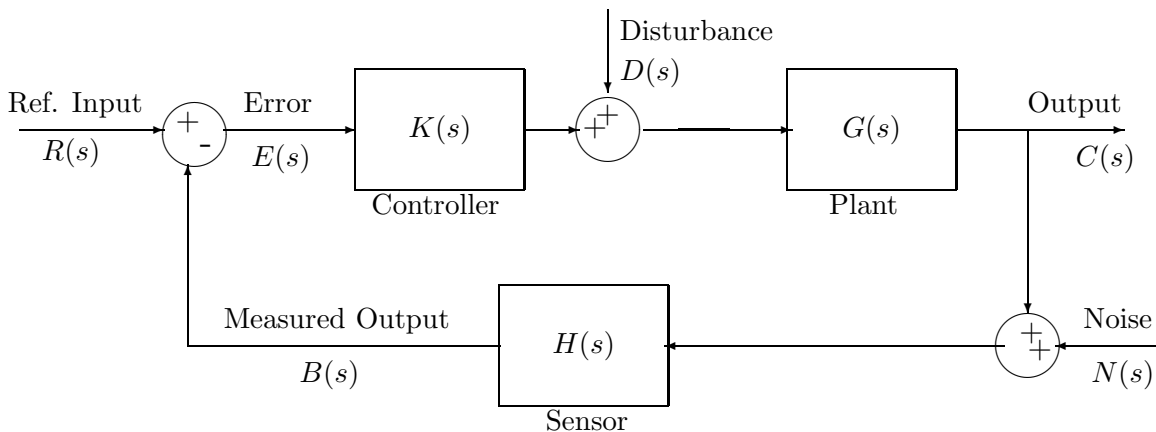 Disturbance
D(s)
Ref. Input
R(s)
+
-
Error
E(s)
K(s)
Controller
+
+
G(s)
Plant
Output
C(s)
Measured Output
B(s)
H(s)
Sensor
+
+
Noise
N(s)